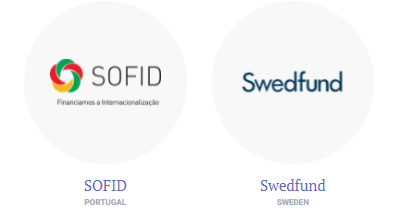 SOFID
Financiamos a Internacionalização
Swedfund
SOFID
PORTUGAL
Swedfund
SWEDEN